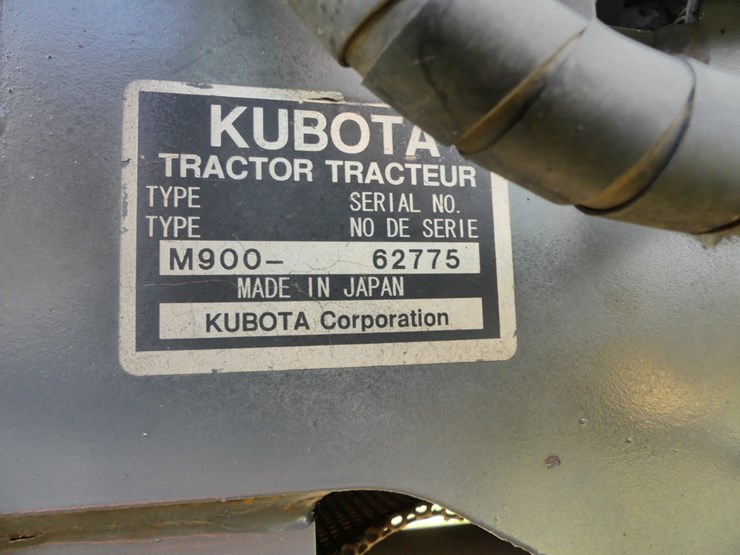 KUBOTA
TRACTOR TRACTEUR
TYPE SERIAL NO.
TYPE NO DE SERIE
M900- 62775
MADE IN JAPAN
KUBOTA Corporation